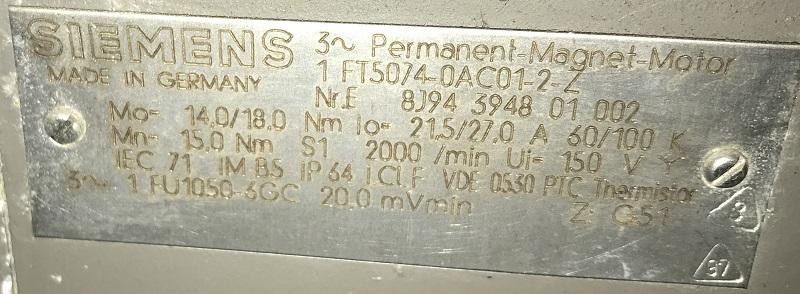 SIEMENS 3~ Permanent-Magnet-Motor
MADE IN GERMANY 1 FT5074-0AC01-2-Z
Nr.E 8J94 3948 01 002
Mo= 14,0/18,0 Nm Io= 21,5/27,0 A 60/100 K
Mn= 15,0 Nm S1 2000 /min Ui= 150 V Y
IEC 71 IM B5 IP 64 I.Cl.F VDE 0530 PTC Thermistor
3~ 1 FU1050-6GC 20,0 mVmin Z: G51
37